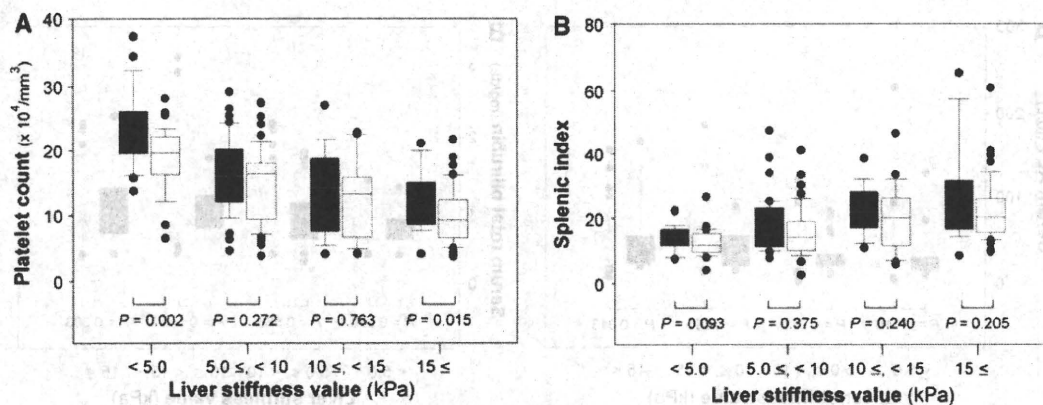 A
Platelet count (x 10⁴/mm³)
40
30
20
10
0
P = 0.002 P = 0.272 P = 0.763 P = 0.015
< 5.0 5.0 ≤, < 10 10 ≤, < 15 15 ≤
Liver stiffness value (kPa)
B
Splenic index
80
60
40
20
0
P = 0.093 P = 0.375 P = 0.240 P = 0.205
< 5.0 5.0 ≤, < 10 10 ≤, < 15 15 ≤
Liver stiffness value (kPa)